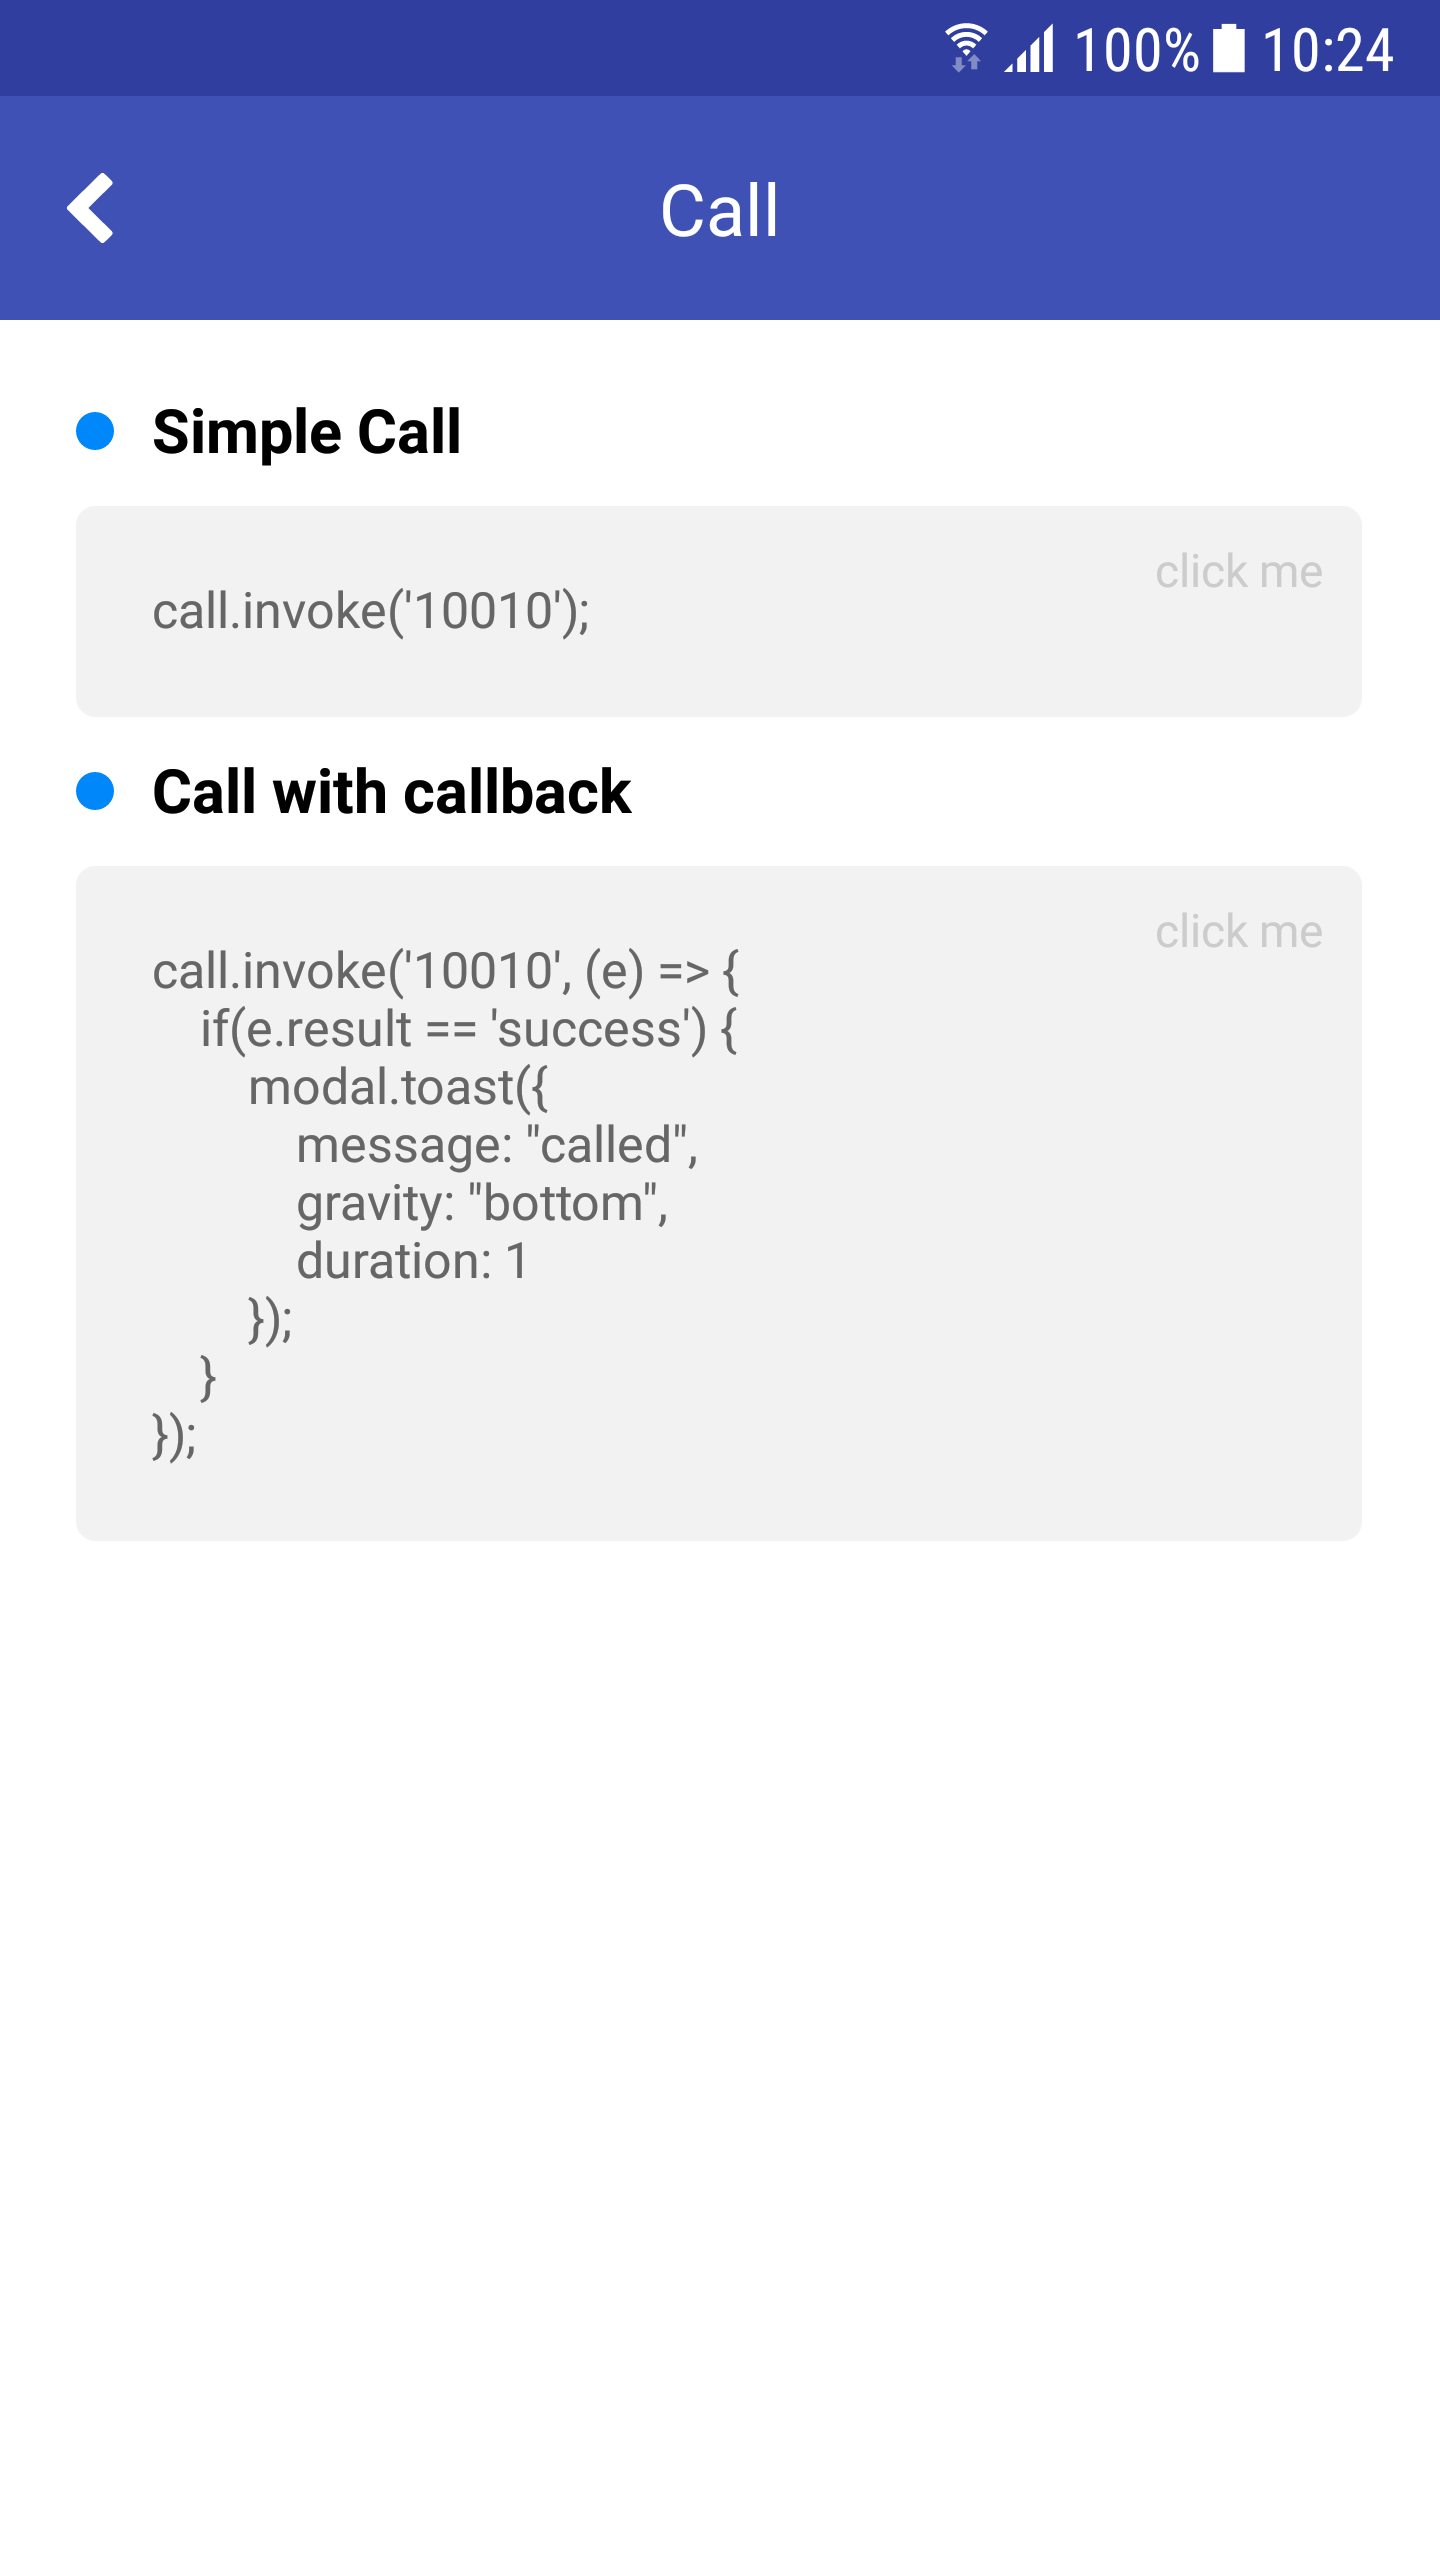 100% 10:24
Call
Simple Call
click me
call.invoke('10010');
Call with callback
click me
call.invoke('10010', (e) => {
    if(e.result == 'success') {
        modal.toast({
            message: "called",
            gravity: "bottom",
            duration: 1
        });
    }
});